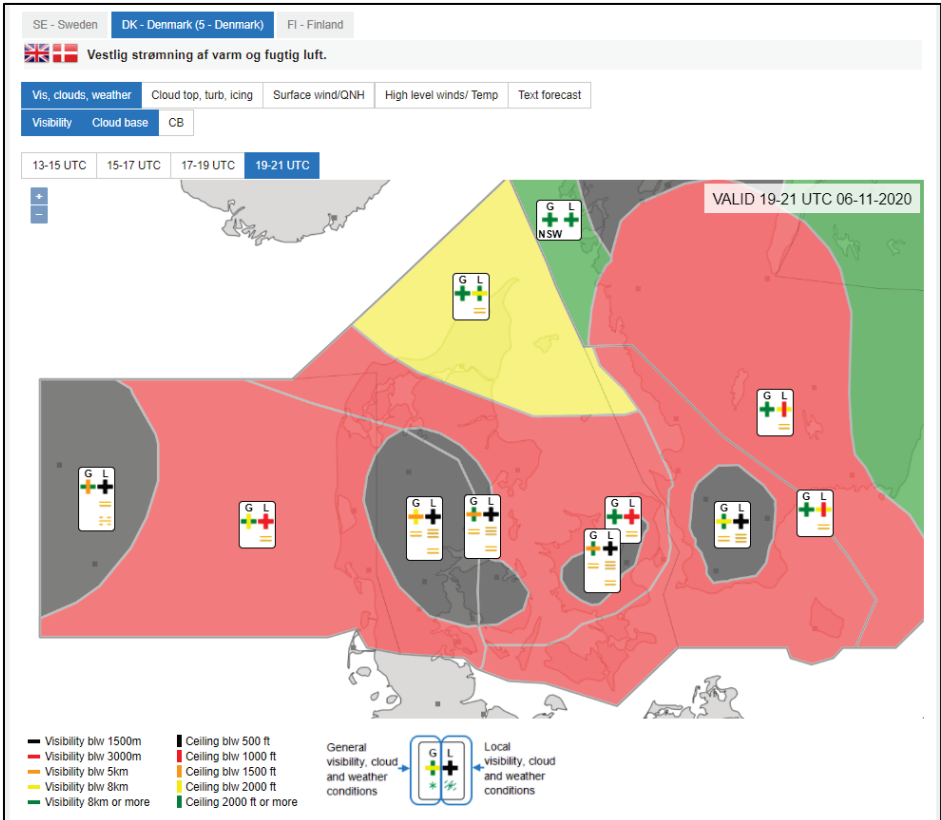 SE - Sweden DK - Denmark (5 - Denmark) FI - Finland
Vestlig strømning af varm og fugtig luft.
Vis, clouds, weather Cloud top, turb, icing Surface wind/QNH High level winds/ Temp Text forecast
Visibility Cloud base CB
13-15 UTC 15-17 UTC 17-19 UTC 19-21 UTC
+
−
VALID 19-21 UTC 06-11-2020
G L
NSW
G L
G L
G L
G L
G L
G L
G L
G L
G L
G L
Visibility blw 1500m
Visibility blw 3000m
Visibility blw 5km
Visibility blw 8km
Visibility 8km or more
Ceiling blw 500 ft
Ceiling blw 1000 ft
Ceiling blw 1500 ft
Ceiling blw 2000 ft
Ceiling 2000 ft or more
General
visibility, cloud
and weather
conditions
G L
Local
visibility, cloud
and weather
conditions